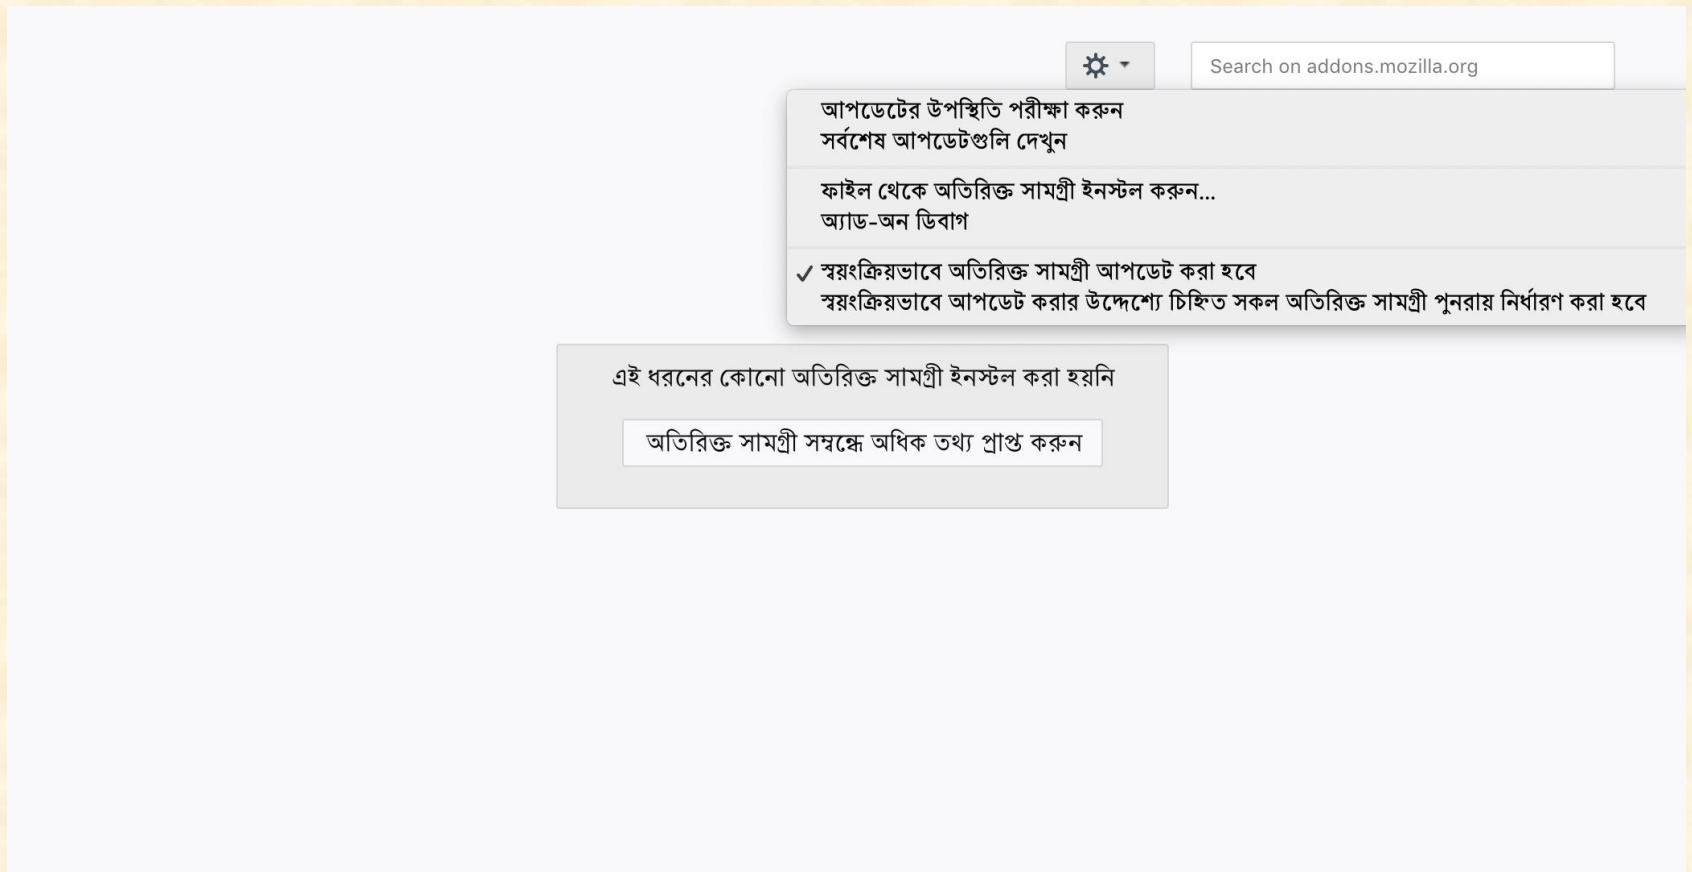 Search on addons.mozilla.org
আপডেটের উপস্থিতি পরীক্ষা করুন
সর্বশেষ আপডেটগুলি দেখুন
ফাইল থেকে অতিরিক্ত সামগ্রী ইনস্টল করুন...
অ্যাড-অন ডিবাগ
স্বয়ংক্রিয়ভাবে অতিরিক্ত সামগ্রী আপডেট করা হবে
স্বয়ংক্রিয়ভাবে আপডেট করার উদ্দেশ্যে চিহ্নিত সকল অতিরিক্ত সামগ্রী পুনরায় নির্ধারণ করা হবে
এই ধরনের কোনো অতিরিক্ত সামগ্রী ইনস্টল করা হয়নি
অতিরিক্ত সামগ্রী সম্বন্ধে অধিক তথ্য প্রাপ্ত করুন